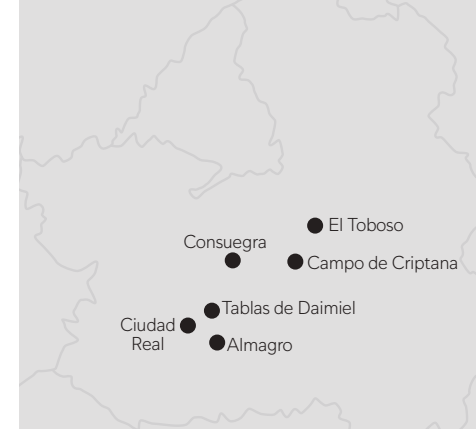 El Toboso
Consuegra
Campo de Criptana
Tablas de Daimiel
Ciudad
Real
Almagro